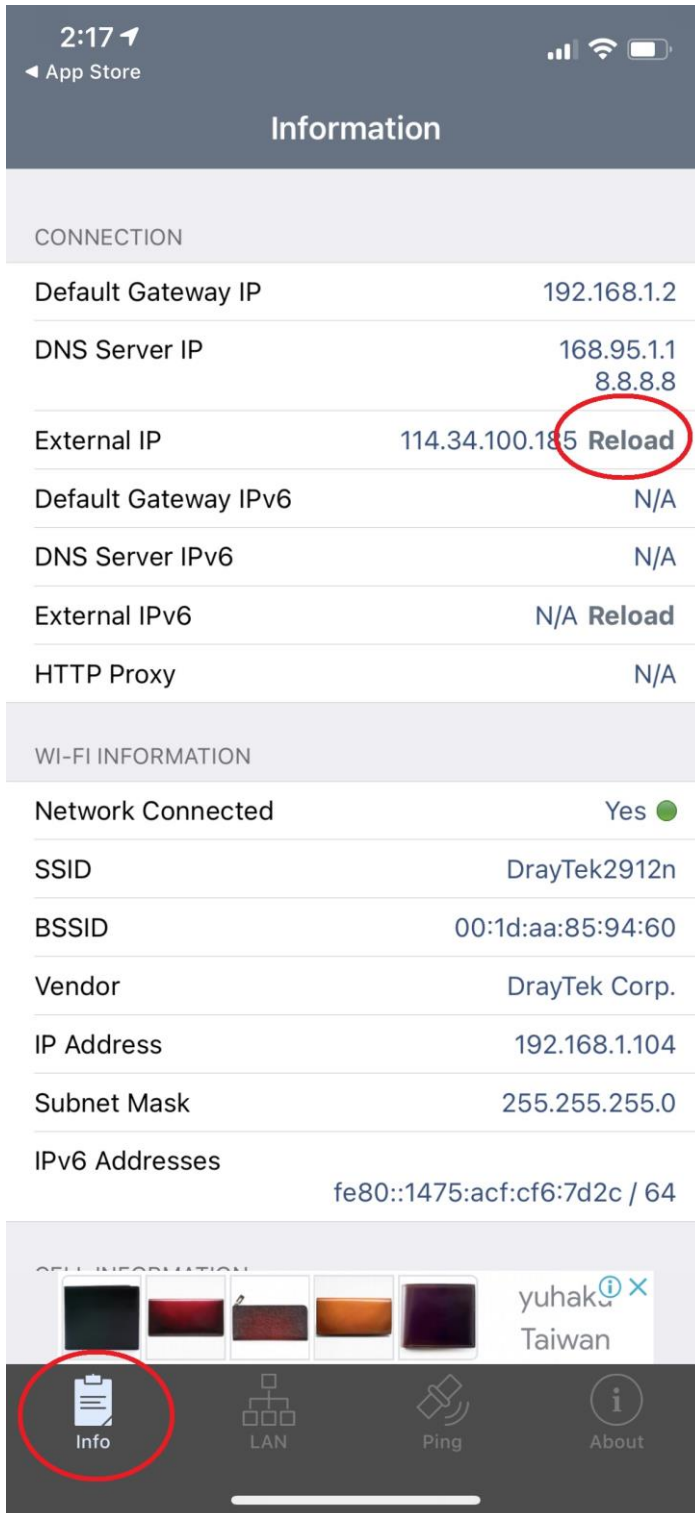 2:17
◀ App Store
Information
CONNECTION
Default Gateway IP 192.168.1.2
DNS Server IP 168.95.1.1
8.8.8.8
External IP 114.34.100.185 Reload
Default Gateway IPv6 N/A
DNS Server IPv6 N/A
External IPv6 N/A Reload
HTTP Proxy N/A
WI-FI INFORMATION
Network Connected Yes
SSID DrayTek2912n
BSSID 00:1d:aa:85:94:60
Vendor DrayTek Corp.
IP Address 192.168.1.104
Subnet Mask 255.255.255.0
IPv6 Addresses
fe80::1475:acf:cf6:7d2c / 64
CELL INFORMATION
yuhaku
Taiwan
Info LAN Ping About